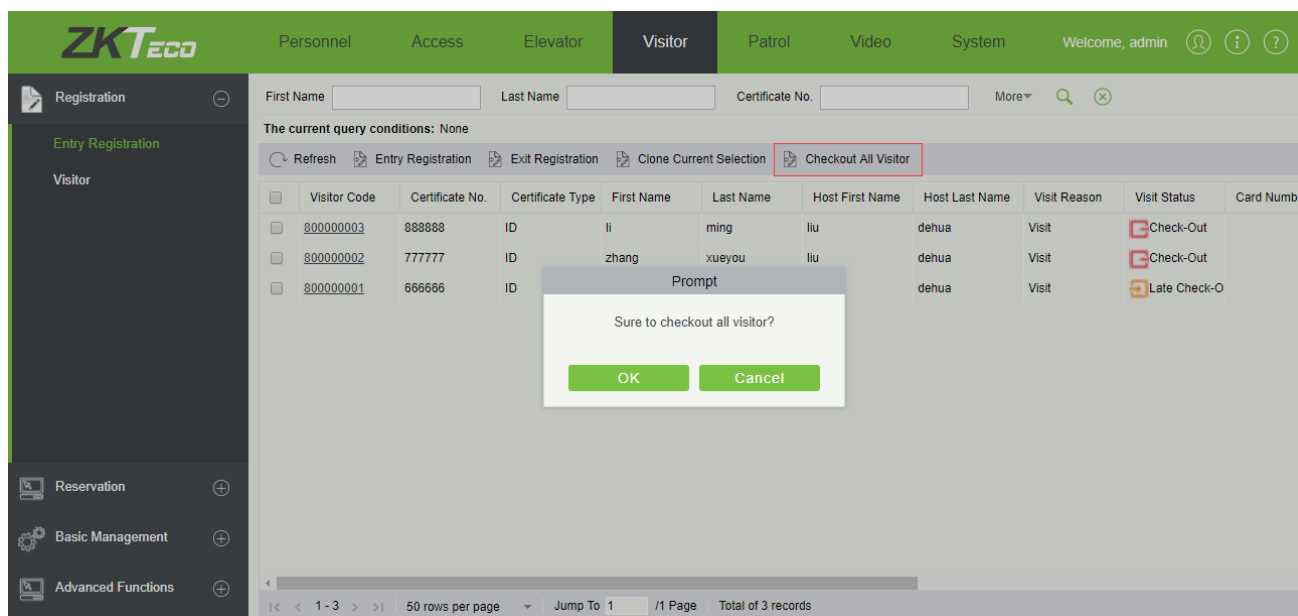 ZKTeco Personnel Access Elevator Visitor Patrol Video System Welcome, admin
Registration
Entry Registration
Visitor
Reservation
Basic Management
Advanced Functions
First Name Last Name Certificate No. More
The current query conditions: None
Refresh Entry Registration Exit Registration Clone Current Selection Checkout All Visitor
Visitor Code Certificate No. Certificate Type First Name Last Name Host First Name Host Last Name Visit Reason Visit Status Card Numb
800000003 888888 ID li ming liu dehua Visit Check-Out
800000002 777777 ID zhang xueyou liu dehua Visit Check-Out
800000001 666666 ID dehua Visit Late Check-O
Prompt
Sure to checkout all visitor?
OK Cancel
1 - 3 50 rows per page Jump To 1 /1 Page Total of 3 records